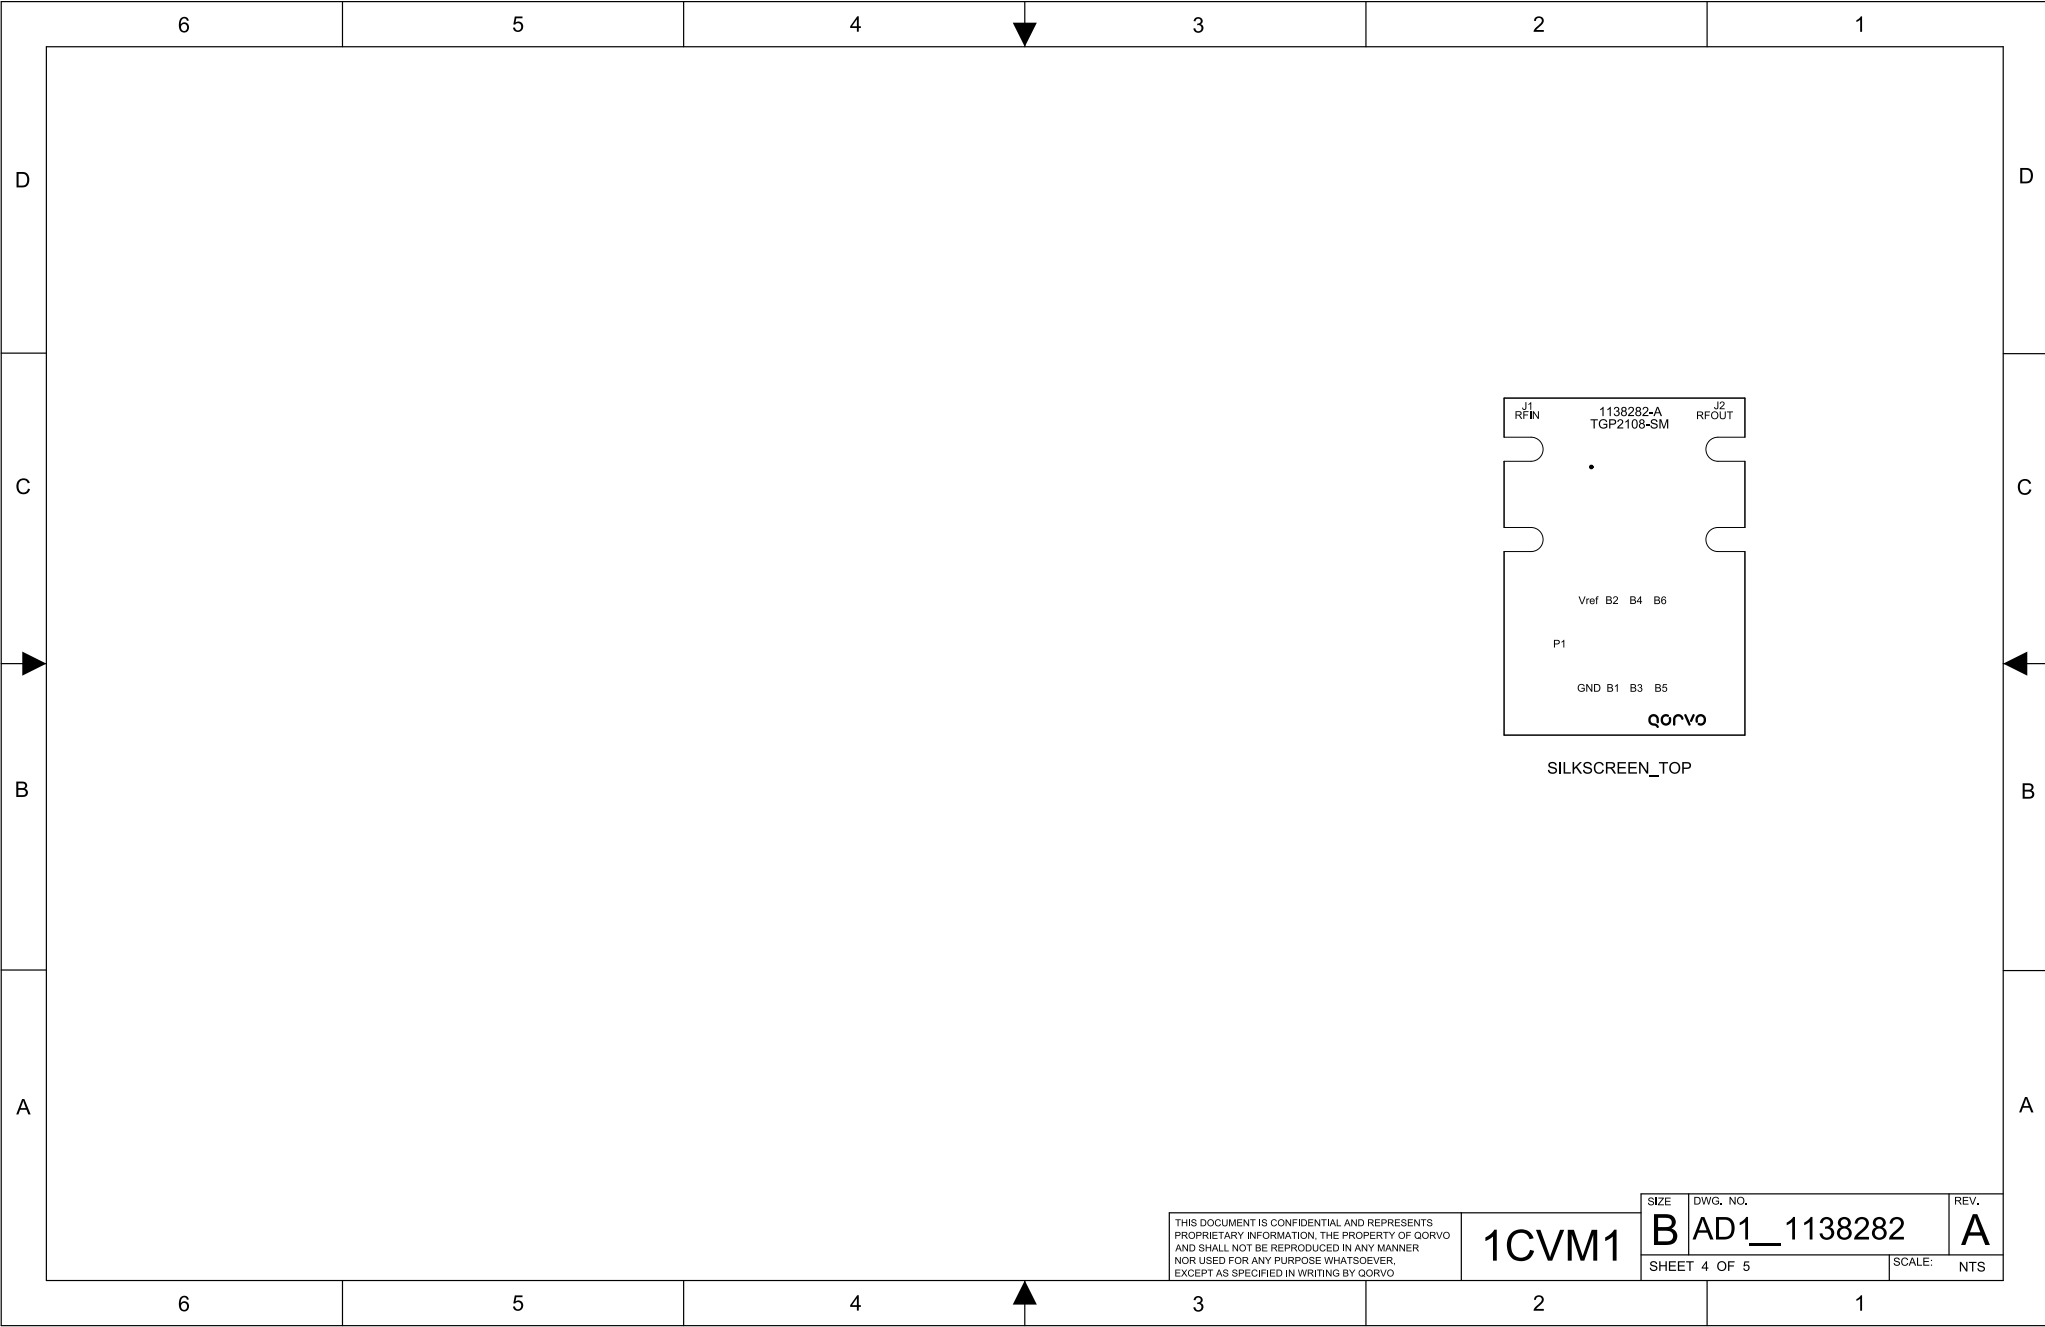 6 5 4 3 2 1
D D
J1 J2
RFIN 1138282-A RFOUT
TGP2108-SM
C C
Vref B2 B4 B6
P1
GND B1 B3 B5
QORVO
SILKSCREEN_TOP
B B
A A
THIS DOCUMENT IS CONFIDENTIAL AND REPRESENTS
PROPRIETARY INFORMATION, THE PROPERTY OF QORVO
AND SHALL NOT BE REPRODUCED IN ANY MANNER
NOR USED FOR ANY PURPOSE WHATSOEVER,
EXCEPT AS SPECIFIED IN WRITING BY QORVO
1CVM1
SIZE DWG. NO. REV.
B AD1__1138282 A
SHEET 4 OF 5 SCALE: NTS
6 5 4 3 2 1